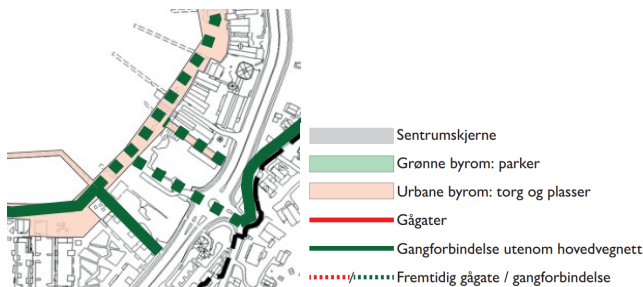 Sentrumskjerne
Grønne byrom: parker
Urbane byrom: torg og plasser
Gågater
Gangforbindelse utenom hovedvegnett
Fremtidig gågate / gangforbindelse